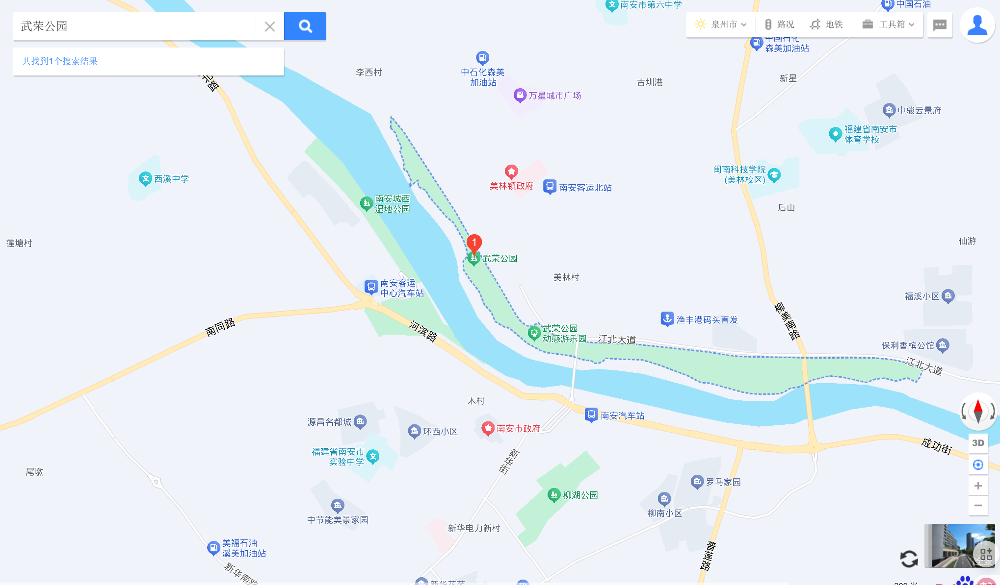 南安市第六中学
中国石油
武荣公园
泉州市
路况
地铁
工具箱
中国石化
森美加油站
共找到1个搜索结果
北
路
李西村
中石化森美
加油站
万星城市广场
古圳港
新星
中骏云景府
福建省南安市
体育学校
西溪中学
南安城西
湿地公园
美林镇政府
南安客运北站
闽南科技学院
(美林校区)
后山
莲塘村
仙游
1
武荣公园
美林村
南安客运
中心汽车站
福溪小区
南同路
河滨路
武荣公园
动感游乐园
江北大道
渔丰港码头直发
柳美南路
保利香槟公馆
江北大道
木村
南安汽车站
源昌名都城
环西小区
南安市政府
福建省南安市
实验中学
新华街
成功街
3D
尾墩
柳湖公园
罗马家园
中节能美景家园
柳南小区
新华电力新村
美福石油
溪美加油站
新华南路
普莲路
全景
新华花苑
200 米